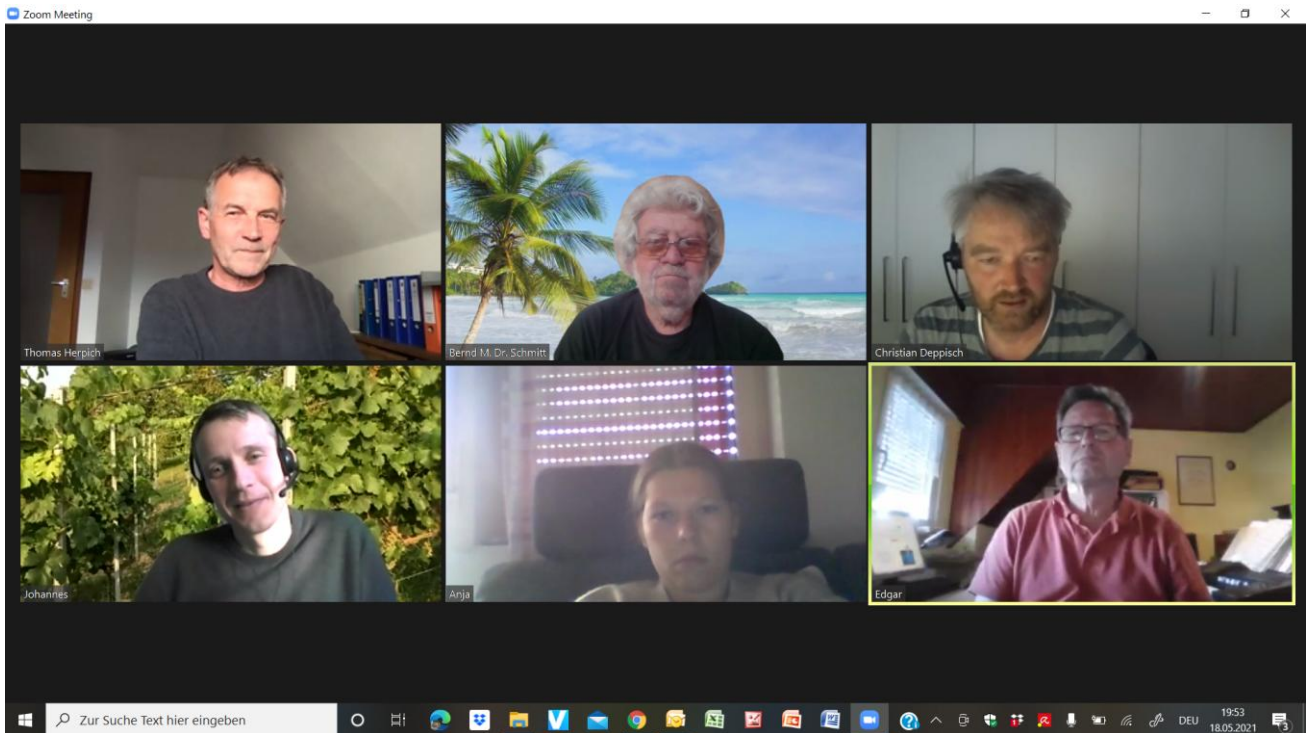 Zoom Meeting
Thomas Herpich
Bernd M. Dr. Schmitt
Christian Deppisch
Johannes
Anja
Edgar
Zur Suche Text hier eingeben
DEU
19:53
18.05.2021
3